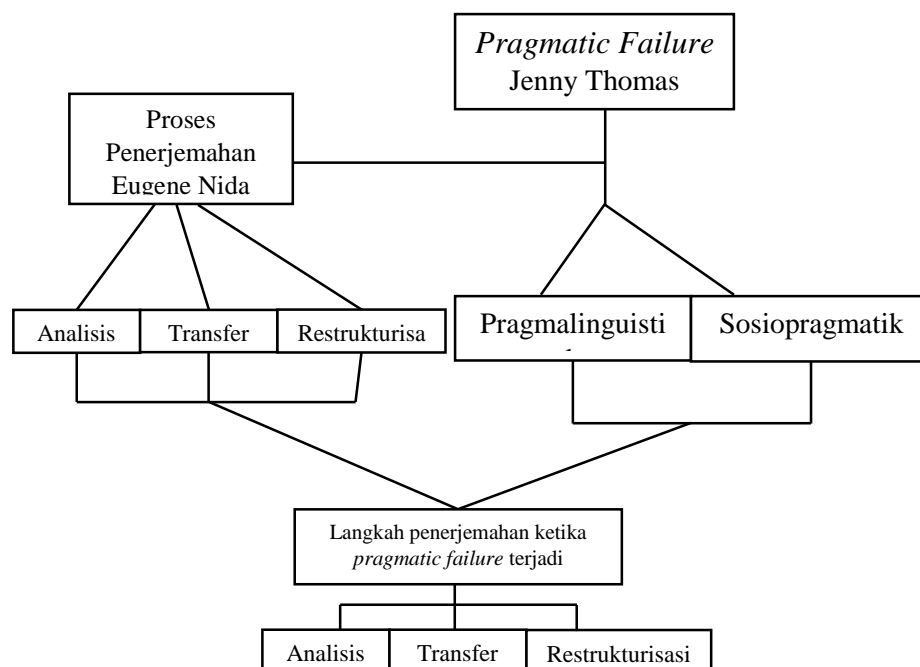 Pragmatic Failure
Jenny Thomas
Proses
Penerjemahan
Eugene Nida
Analisis
Transfer
Restrukturisa
Pragmalinguisti
Sosiopragmatik
Langkah penerjemahan ketika
pragmatic failure terjadi
Analisis
Transfer
Restrukturisasi